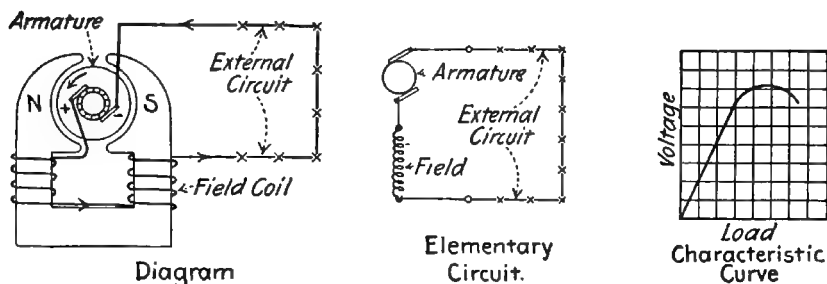 Armature
External
Circuit
N
S
+
-
Field Coil
Diagram
Armature
External
Circuit
Field
Elementary
Circuit.
Voltage
Load
Characteristic
Curve